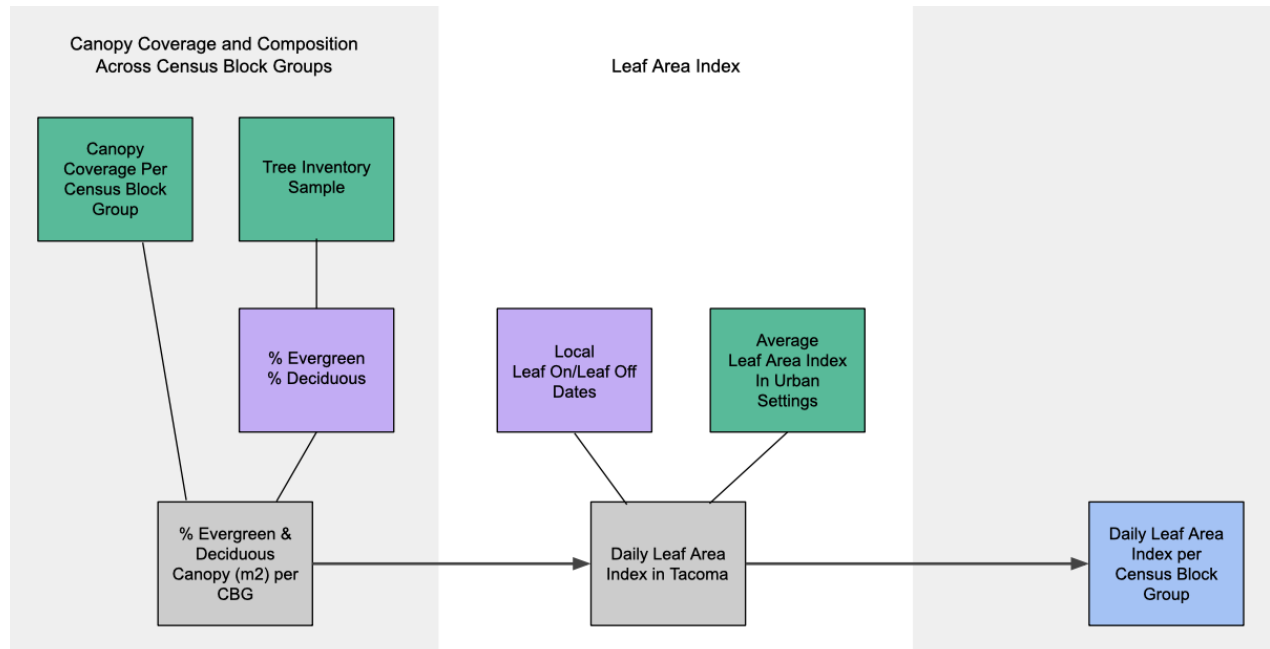 Canopy Coverage and Composition
Across Census Block Groups
Leaf Area Index
Canopy
Coverage Per
Census Block
Group
Tree Inventory
Sample
% Evergreen
% Deciduous
Local
Leaf On/Leaf Off
Dates
Average
Leaf Area Index
In Urban
Settings
% Evergreen &
Deciduous
Canopy (m2) per
CBG
Daily Leaf Area
Index in Tacoma
Daily Leaf Area
Index per
Census Block
Group